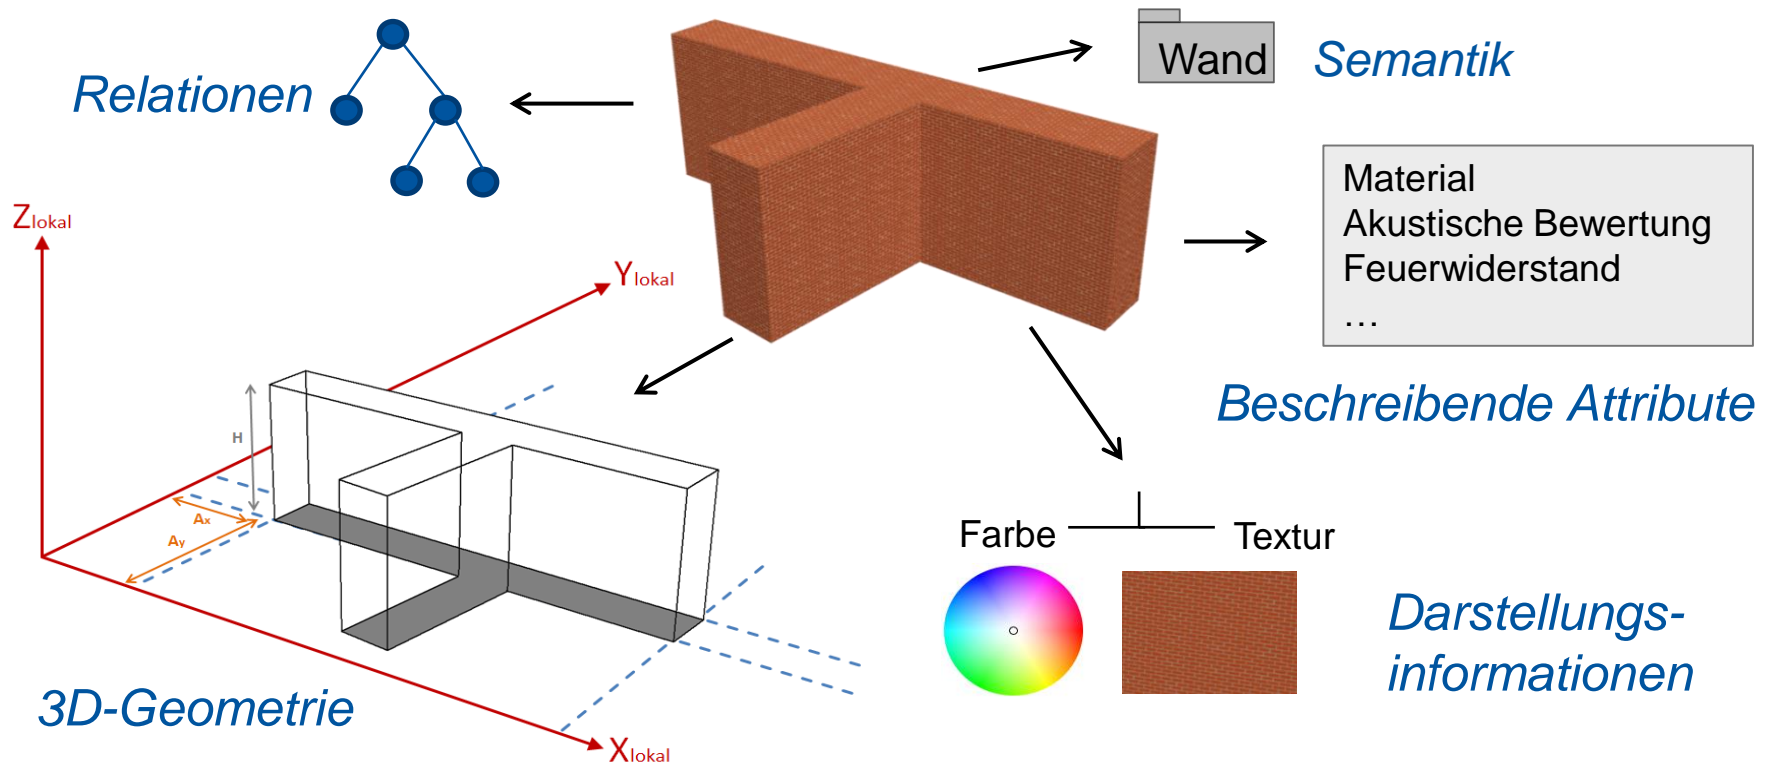 Relationen
Wand
Semantik
Material
Akustische Bewertung
Feuerwiderstand
…
Beschreibende Attribute
Zlokal
Ylokal
H
Ax
Ay
Xlokal
3D-Geometrie
Farbe
Textur
Darstellungs-
informationen